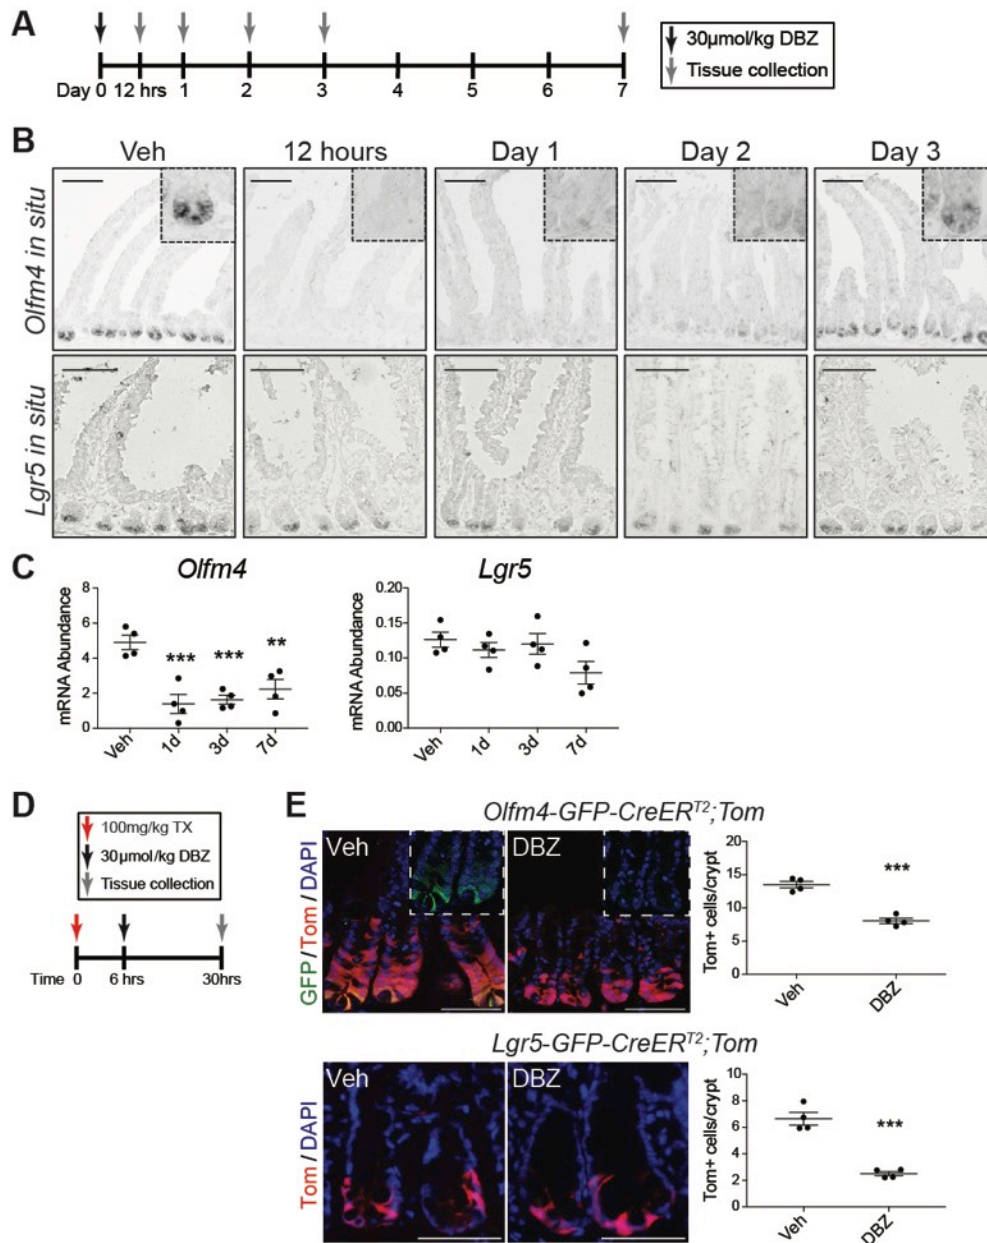 A
30µmol/kg DBZ
Tissue collection
Day 0 12 hrs 1 2 3 4 5 6 7
B
Veh 12 hours Day 1 Day 2 Day 3
Olfm4 in situ
Lgr5 in situ
C
Olfm4
mRNA Abundance
8
6
4
2
0
*** *** **
Veh 1d 3d 7d
Lgr5
mRNA Abundance
0.20
0.15
0.10
0.05
0.00
Veh 1d 3d 7d
D
100mg/kg TX
30µmol/kg DBZ
Tissue collection
Time 0 6 hrs 30hrs
E
Olfm4-GFP-CreERT2;Tom
GFP/Tom/DAPI
Veh DBZ
Tom+ cells/crypt
20
15
10
5
0
***
Veh DBZ
Lgr5-GFP-CreERT2;Tom
Tom/DAPI
Veh DBZ
Tom+ cells/crypt
10
8
6
4
2
0
***
Veh DBZ